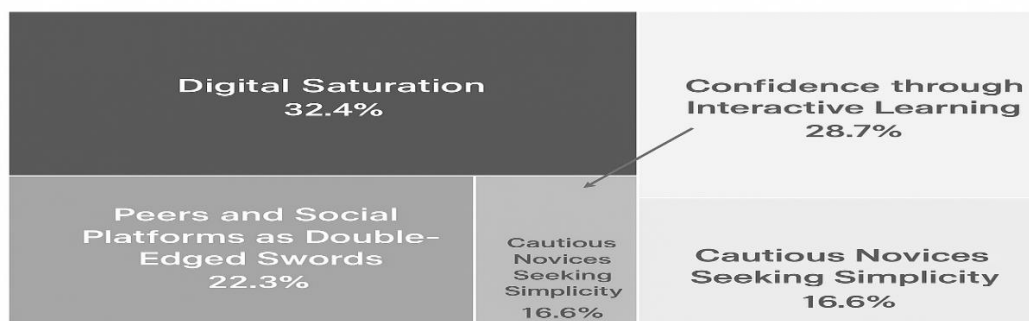 Digital Saturation
32.4%
Confidence through
Interactive Learning
28.7%
Peers and Social
Platforms as Double-
Edged Swords
22.3%
Cautious
Novices
Seeking
Simplicity
16.6%
Cautious Novices
Seeking Simplicity
16.6%